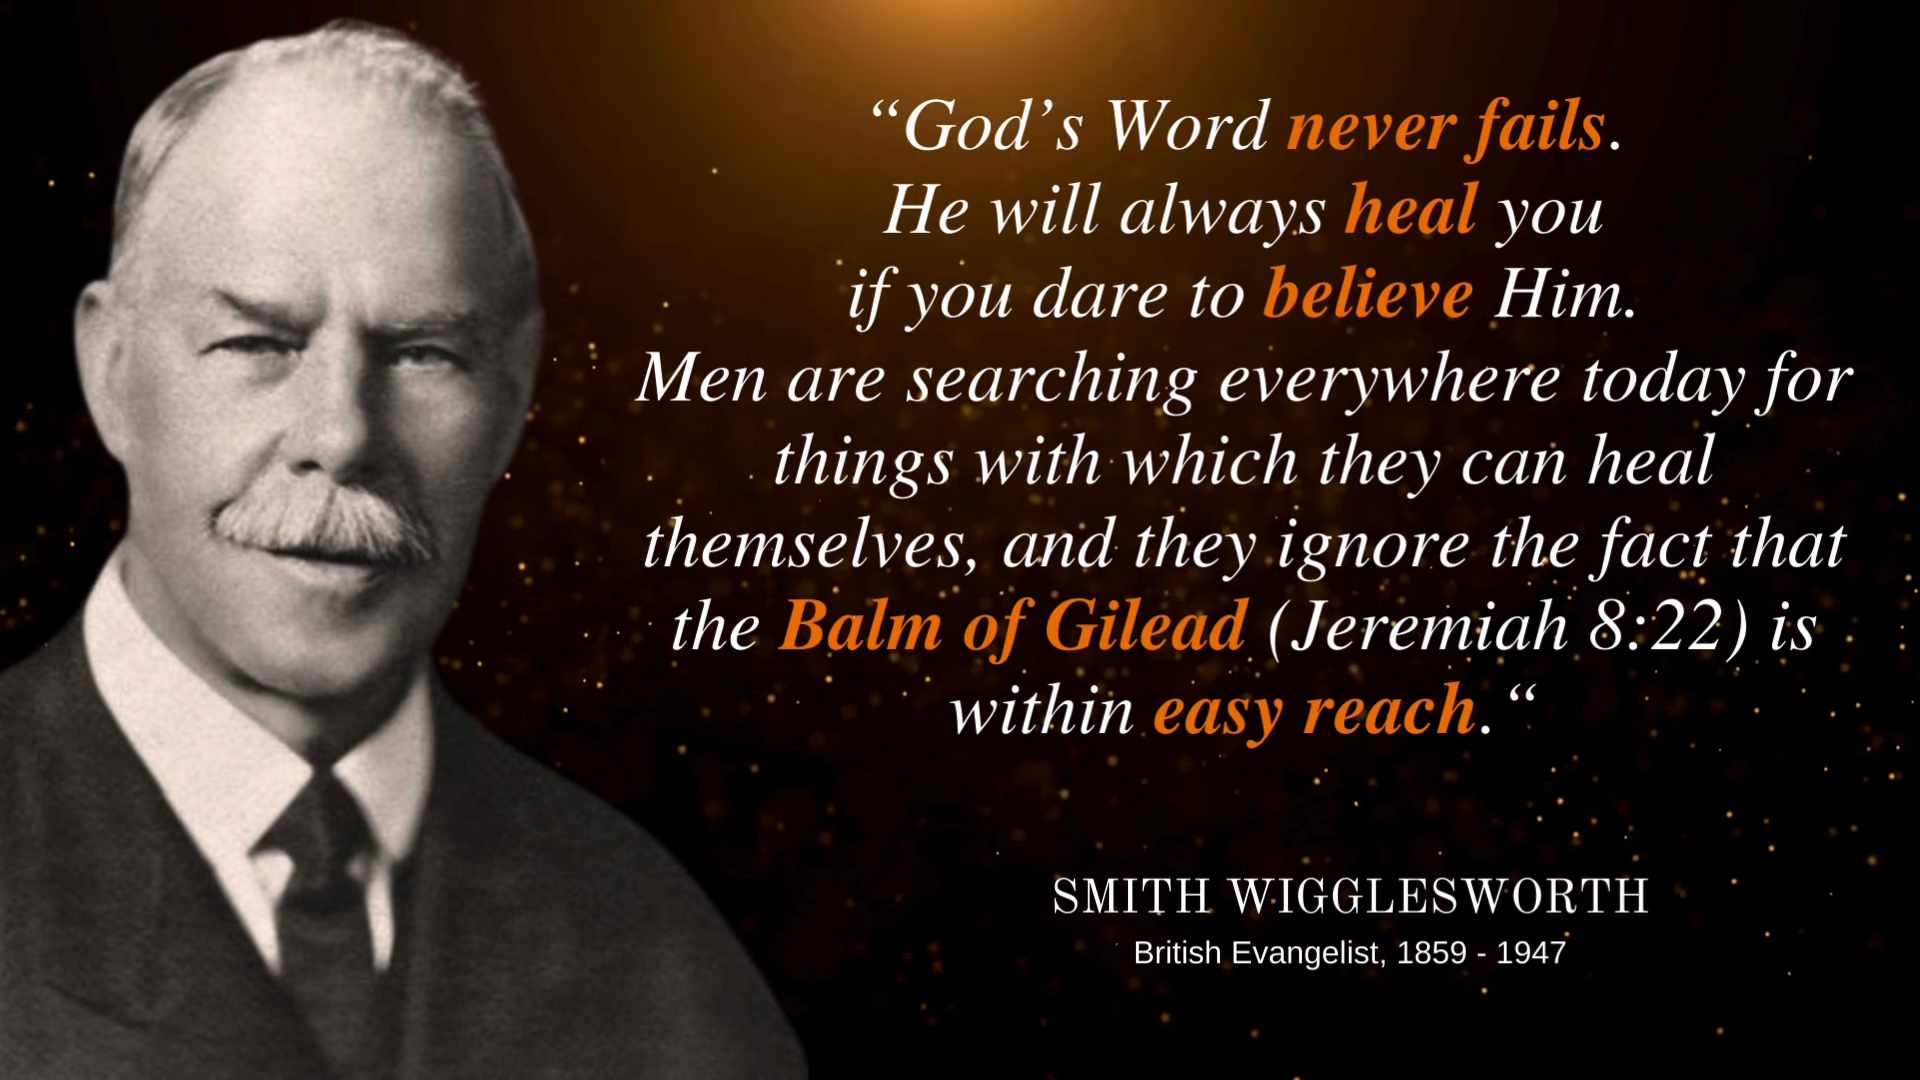 “God’s Word never fails.
He will always heal you
if you dare to believe Him.
Men are searching everywhere today for
things with which they can heal
themselves, and they ignore the fact that
the Balm of Gilead (Jeremiah 8:22) is
within easy reach.“
SMITH WIGGLESWORTH
British Evangelist, 1859 - 1947